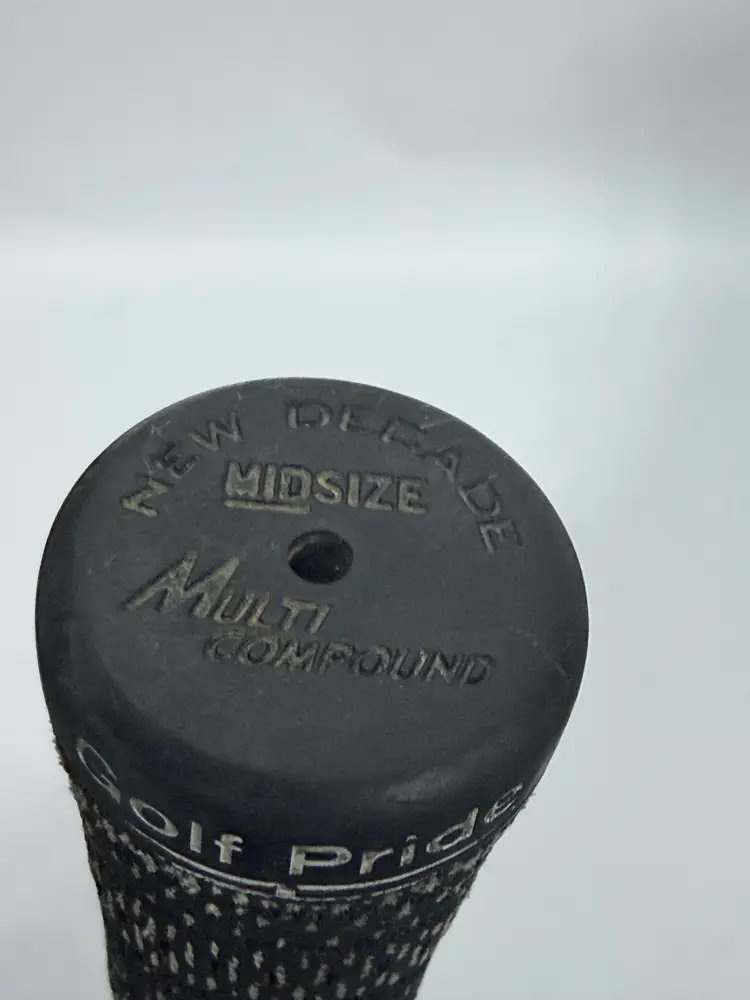 NEW DECADE
MIDSIZE
MULTI
COMPOUND
Golf Pride